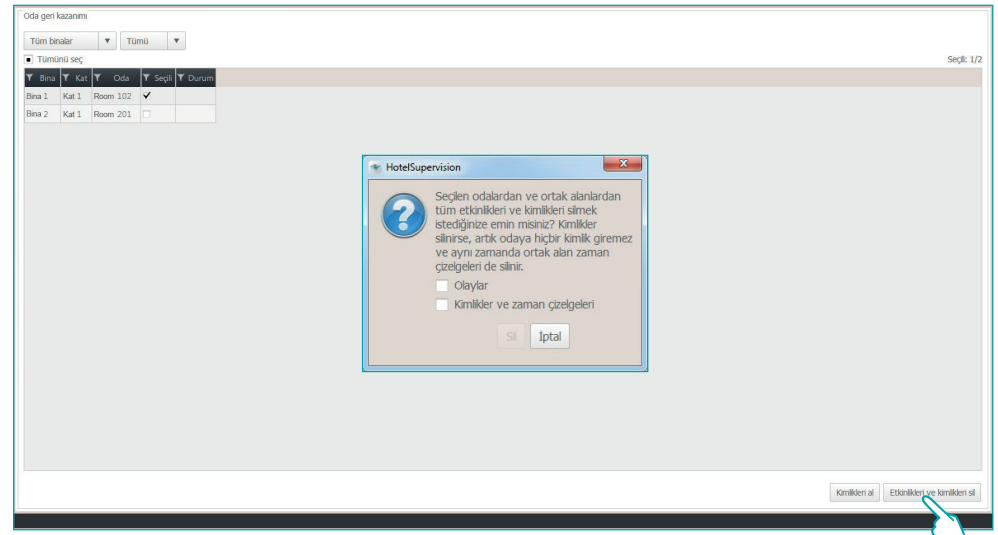 Oda geri kazanımı
Tüm binalar Tümü
Tümünü seç Seçili: 1/2
Bina Kat Oda Seçili Durum
Bina 1 Kat 1 Room 102
Bina 2 Kat 1 Room 201
HotelSupervision
Seçilen odalardan ve ortak alanlardan
tüm etkinlikleri ve kimlikleri silmek
istediğinize emin misiniz? Kimlikler
silinirse, artık odaya hiçbir kimlik giremez
ve aynı zamanda ortak alan zaman
çizelgeleri de silinir.
Olaylar
Kimlikler ve zaman çizelgeleri
Sil İptal
Kimlikleri al Etkinlikleri ve kimlikleri sil